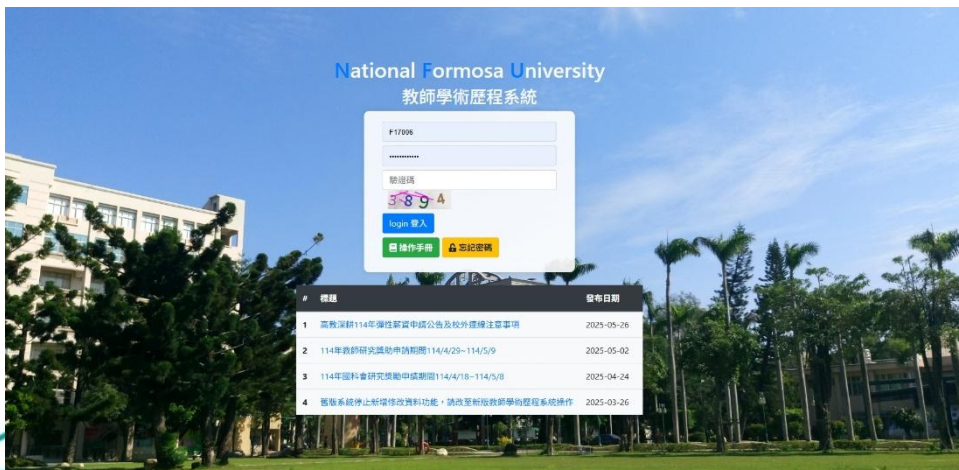 National Formosa University
教師學術歷程系統
F17006
••••••••••••
驗證碼
3894
login 登入
操作手冊 忘記密碼
# 標題 發布日期
1 高教深耕114年彈性薪資申請公告及校外連線注意事項 2025-05-26
2 114年教師研究獎助申請期間114/4/29~114/5/9 2025-05-02
3 114年國科會研究獎勵申請期間114/4/18~114/5/8 2025-04-24
4 舊版系統停止新增修改資料功能，請改至新版教師學術歷程系統操作 2025-03-26